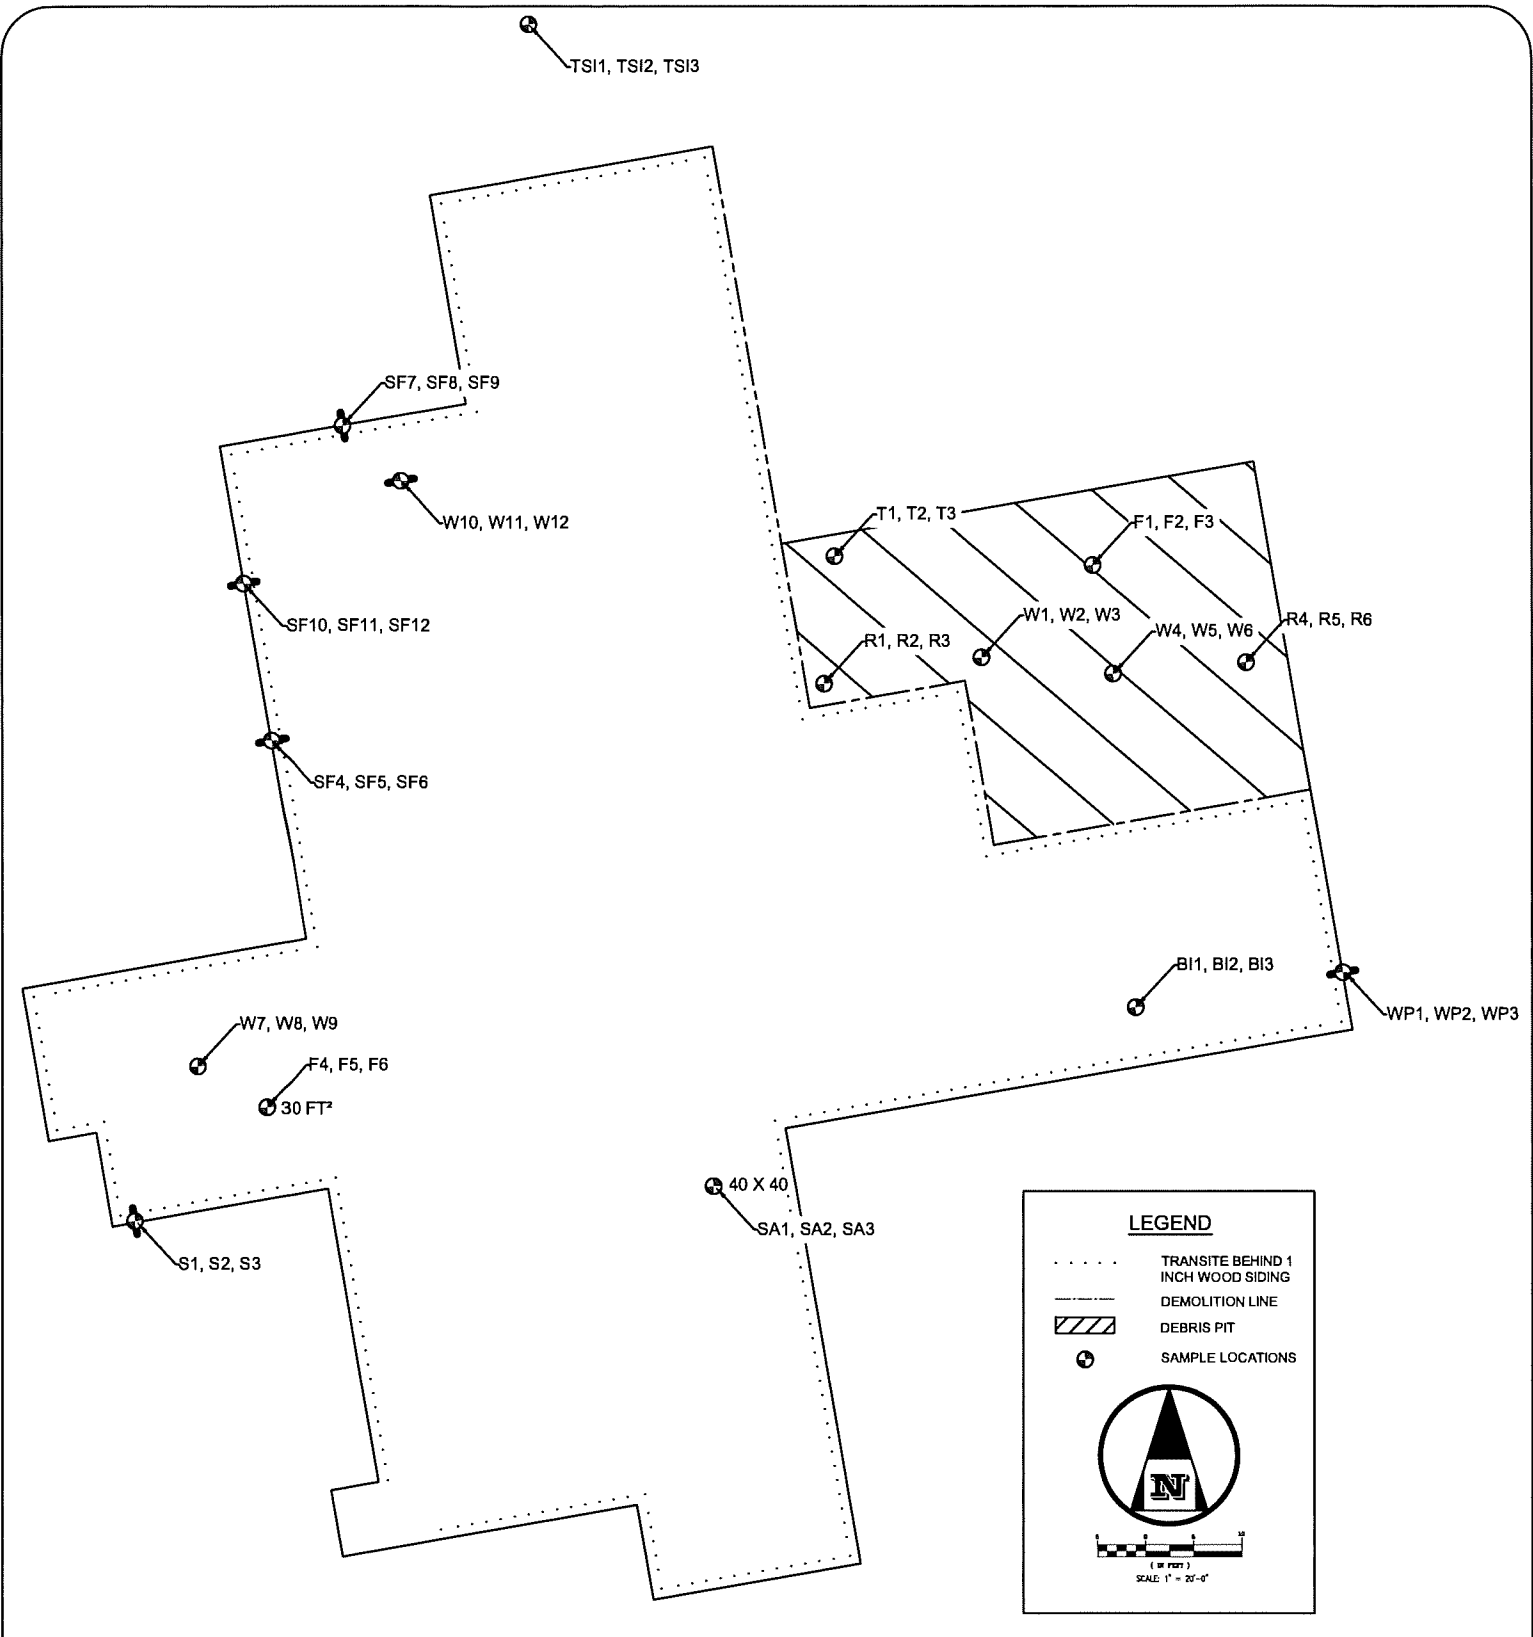 TSI1, TSI2, TSI3
SF7, SF8, SF9
W10, W11, W12
T1, T2, T3
F1, F2, F3
SF10, SF11, SF12
W1, W2, W3
W4, W5, W6
R4, R5, R6
R1, R2, R3
SF4, SF5, SF6
BI1, BI2, BI3
WP1, WP2, WP3
W7, W8, W9
F4, F5, F6
30 FT²
40 X 40
SA1, SA2, SA3
S1, S2, S3
LEGEND
TRANSITE BEHIND 1
INCH WOOD SIDING
DEMOLITION LINE
DEBRIS PIT
SAMPLE LOCATIONS
N
( IN FEET )
SCALE: 1" = 20'-0"